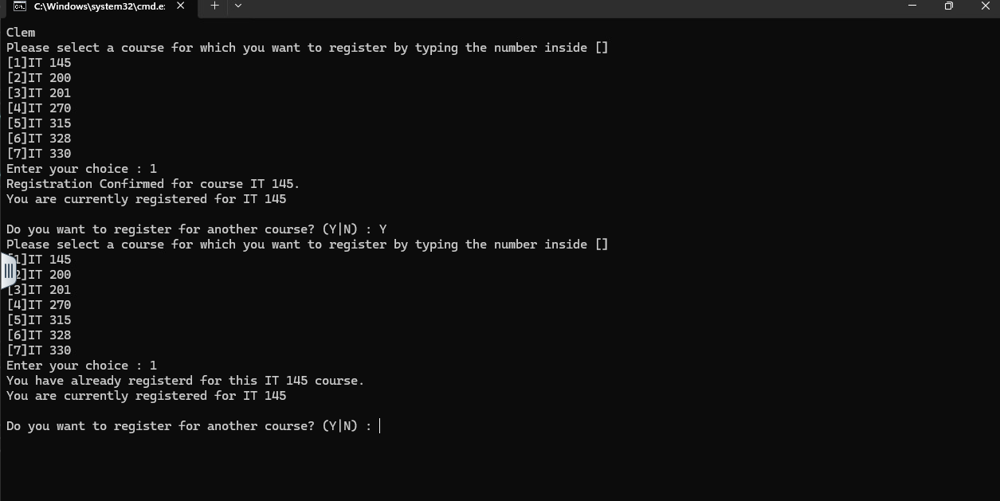 C:\Windows\system32\cmd.e:
Clem
Please select a course for which you want to register by typing the number inside []
[1]IT 145
[2]IT 200
[3]IT 201
[4]IT 270
[5]IT 315
[6]IT 328
[7]IT 330
Enter your choice : 1
Registration Confirmed for course IT 145.
You are currently registered for IT 145
Do you want to register for another course? (Y|N) : Y
Please select a course for which you want to register by typing the number inside []
[1]IT 145
2]IT 200
[3]IT 201
[4]IT 270
[5]IT 315
[6]IT 328
[7]IT 330
Enter your choice : 1
You have already registerd for this IT 145 course.
You are currently registered for IT 145
Do you want to register for another course? (Y|N) :